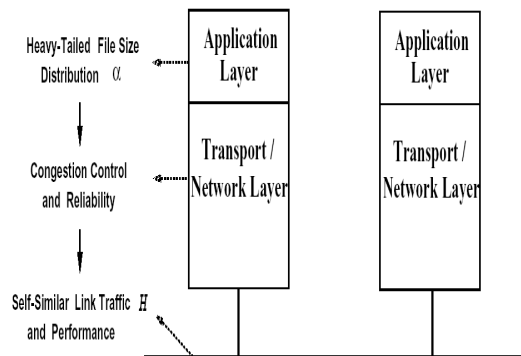 Heavy-Tailed File Size
Distribution α
Congestion Control
and Reliability
Self-Similar Link Traffic H
and Performance
Application
Layer
Transport /
Network Layer
Application
Layer
Transport /
Network Layer